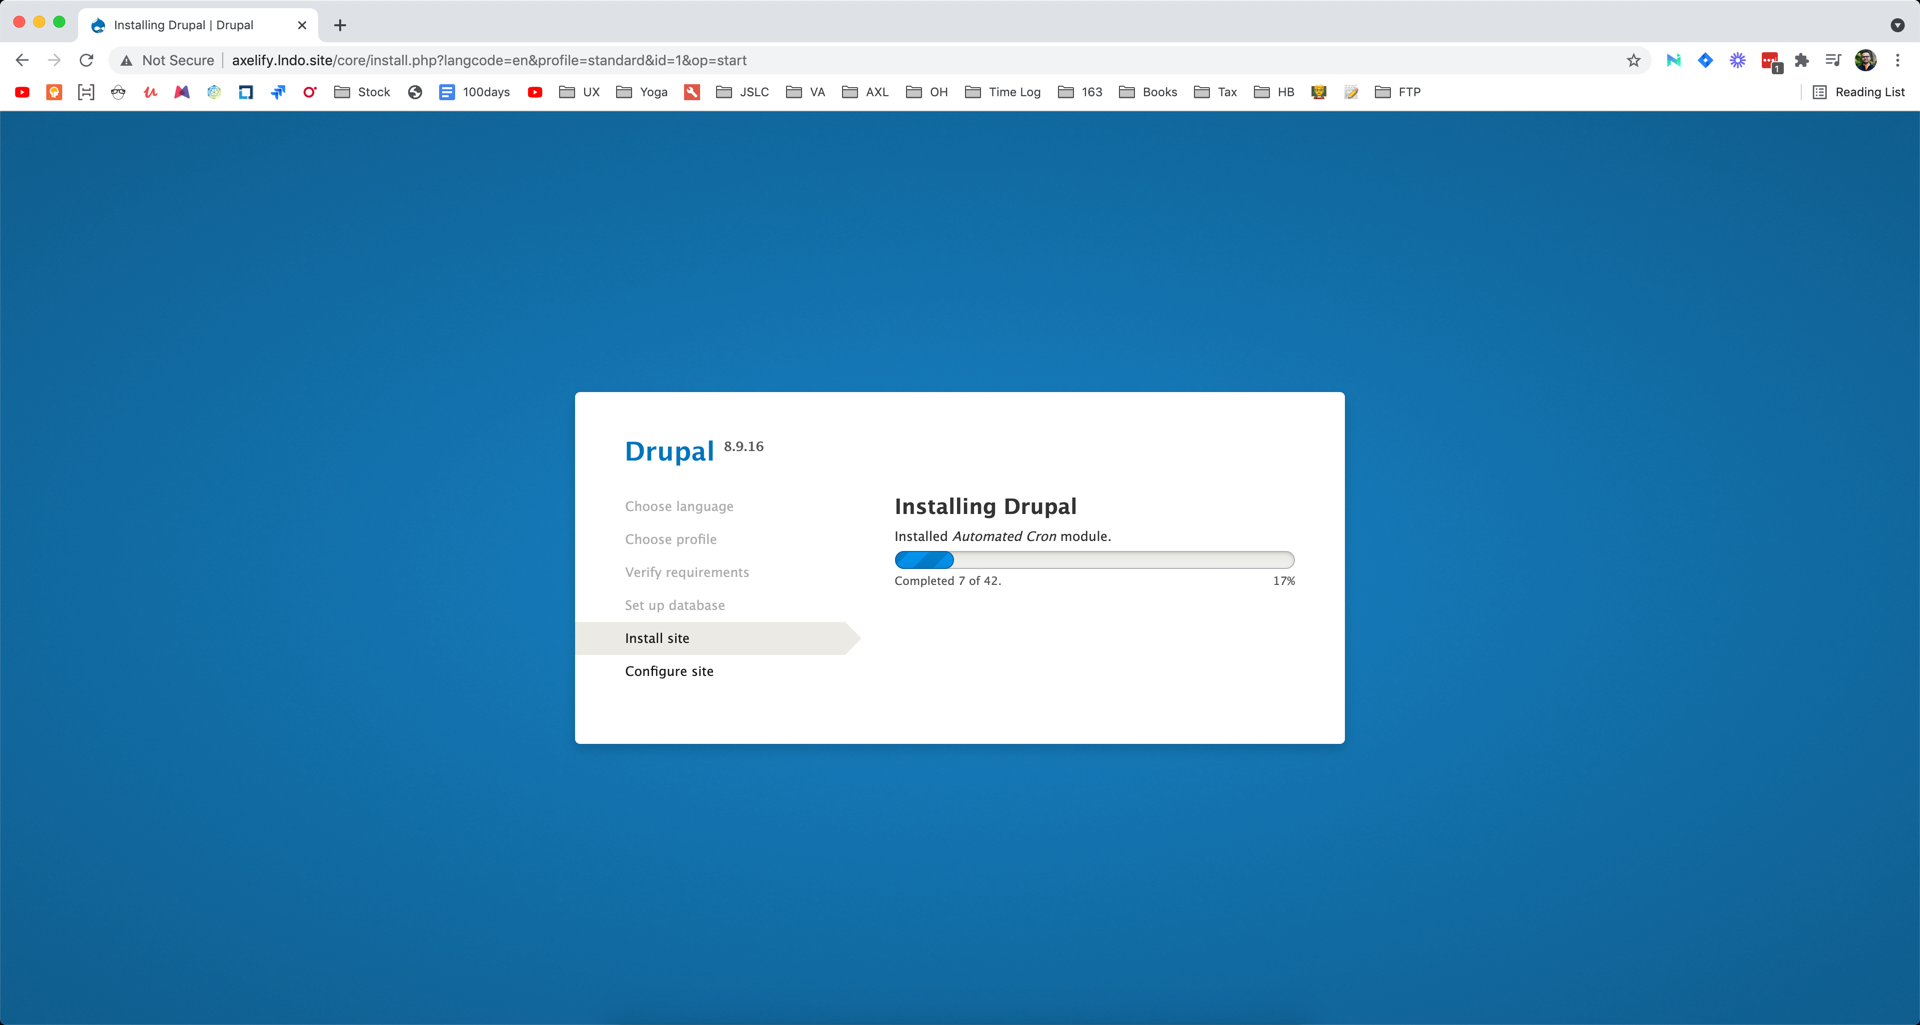 Installing Drupal | Drupal
Not Secure axelify.lndo.site/core/install.php?langcode=en&profile=standard&id=1&op=start
1
Stock 100days UX Yoga JSLC VA AXL OH Time Log 163 Books Tax HB FTP Reading List
Drupal 8.9.16
Choose language
Choose profile
Verify requirements
Set up database
Install site
Configure site
Installing Drupal
Installed Automated Cron module.
Completed 7 of 42. 17%